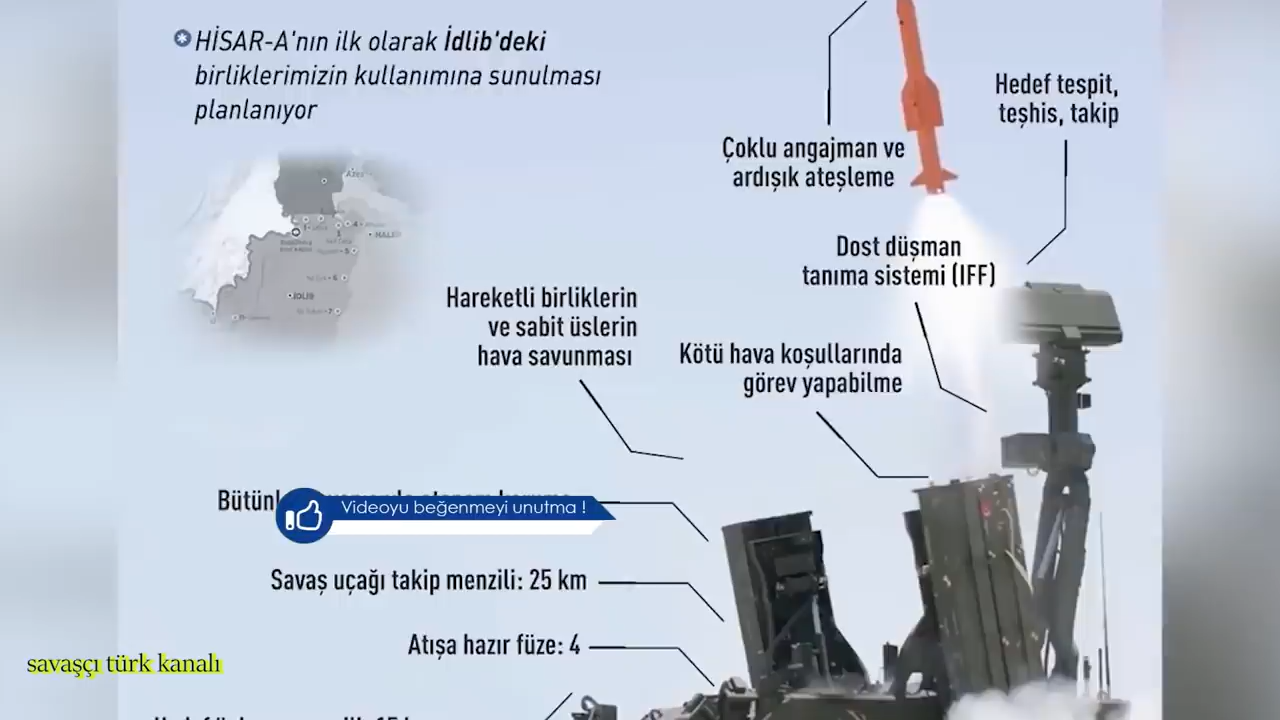 HİSAR-A'nın ilk olarak İdlib'deki
birliklerimizin kullanımına sunulması
planlanıyor
Hedef tespit,
teşhis, takip
Çoklu angajman ve
ardışık ateşleme
Dost düşman
tanıma sistemi (IFF)
HALEP
İDLİB
Hareketli birliklerin
ve sabit üslerin
hava savunması
Kötü hava koşullarında
görev yapabilme
Videoyu beğenmeyi unutma !
Savaş uçağı takip menzili: 25 km
Atışa hazır füze: 4
savaşçı türk kanalı